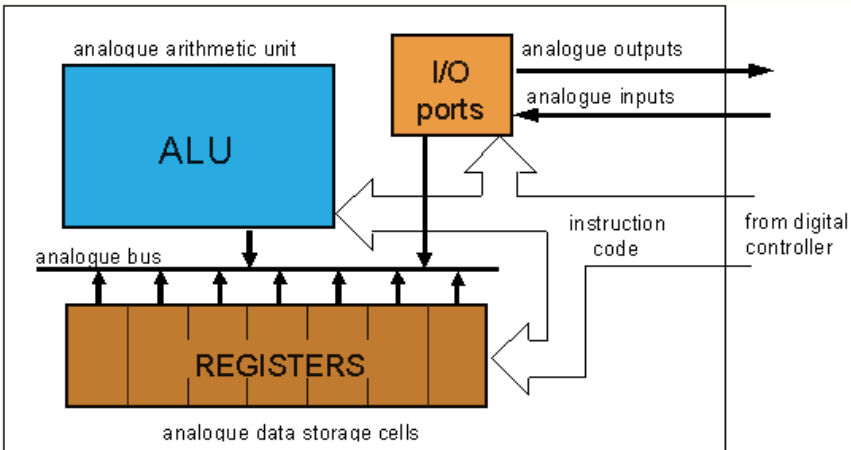 analogue arithmetic unit
ALU
I/O
ports
analogue outputs
analogue inputs
instruction
code
from digital
controller
analogue bus
REGISTERS
analogue data storage cells